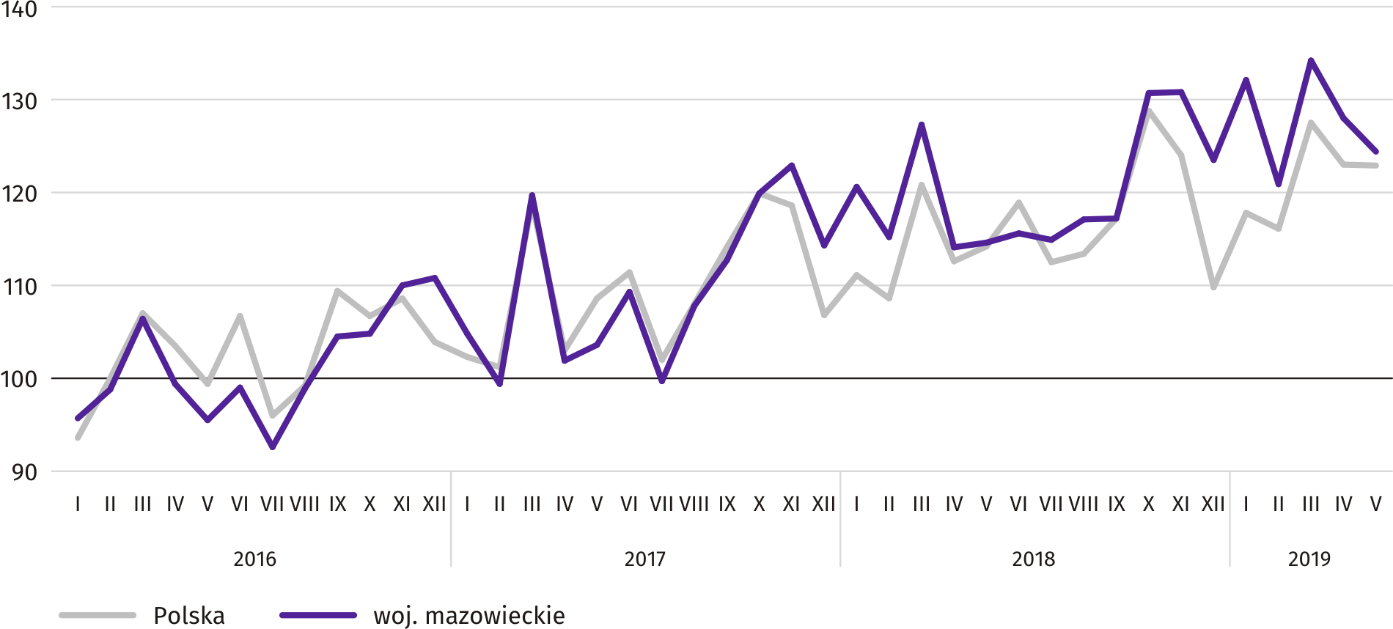 140
130
120
110
100
90
I II III IV V VI VII VIII IX X XI XII I II III IV V VI VII VIII IX X XI XII I II III IV V VI VII VIII IX X XI XII I II III IV V
2016 2017 2018 2019
Polska woj. mazowieckie